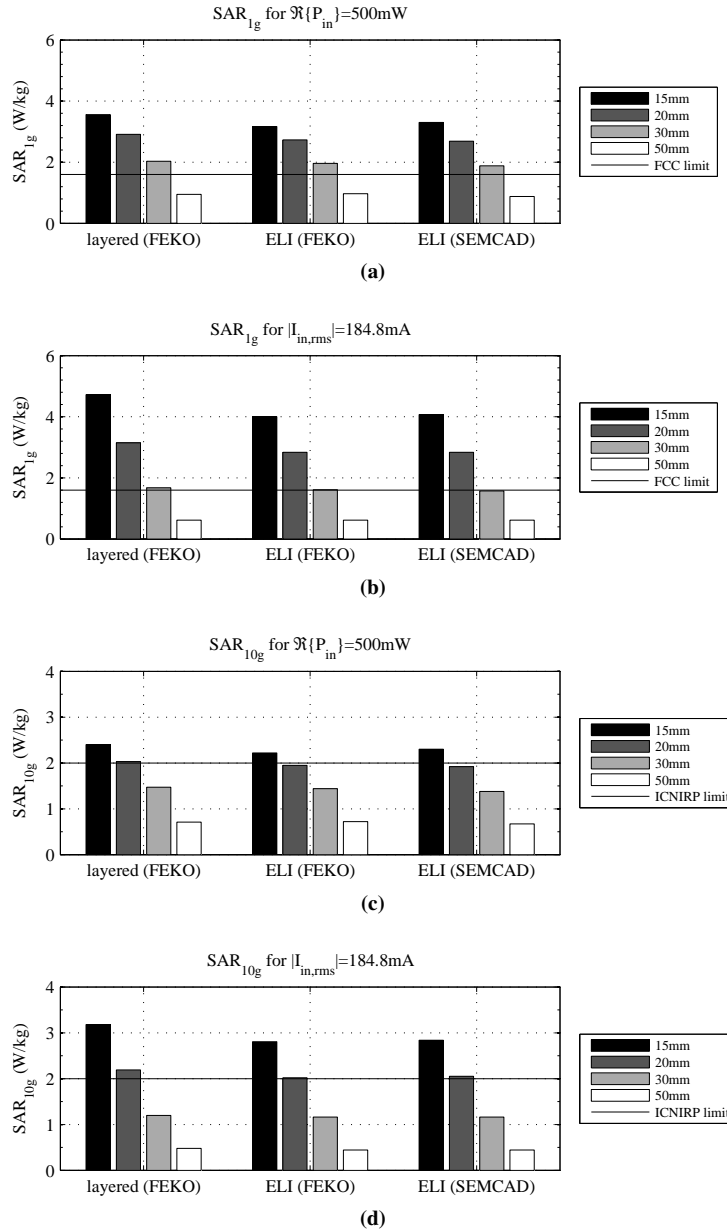 SAR1g for ℜ{Pin}=500mW
SAR1g (W/kg)
6
4
2
0
layered (FEKO) ELI (FEKO) ELI (SEMCAD)
15mm
20mm
30mm
50mm
FCC limit
(a)
SAR1g for |Iin,rms|=184.8mA
SAR1g (W/kg)
6
4
2
0
layered (FEKO) ELI (FEKO) ELI (SEMCAD)
15mm
20mm
30mm
50mm
FCC limit
(b)
SAR10g for ℜ{Pin}=500mW
SAR10g (W/kg)
4
3
2
1
0
layered (FEKO) ELI (FEKO) ELI (SEMCAD)
15mm
20mm
30mm
50mm
ICNIRP limit
(c)
SAR10g for |Iin,rms|=184.8mA
SAR10g (W/kg)
4
3
2
1
0
layered (FEKO) ELI (FEKO) ELI (SEMCAD)
15mm
20mm
30mm
50mm
ICNIRP limit
(d)